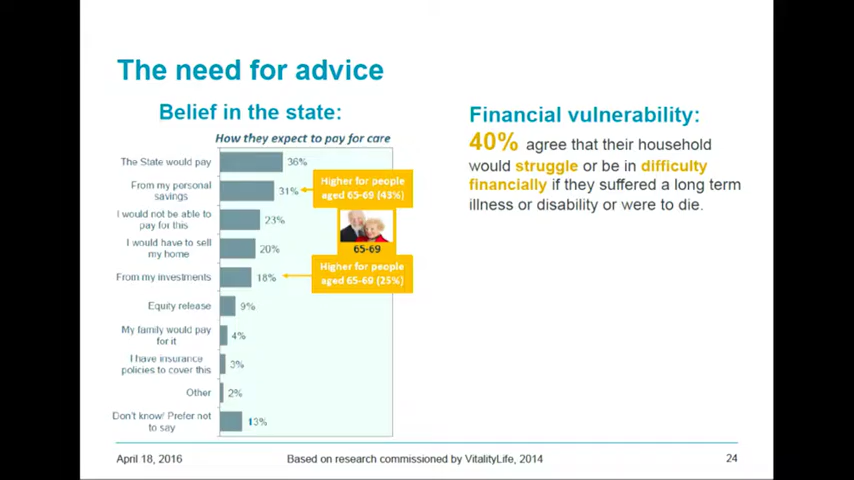 The need for advice
Belief in the state:
How they expect to pay for care
The State would pay
36%
From my personal
savings
31%
Higher for people
aged 65-69 (43%)
I would not be able to
pay for this
23%
65-69
I would have to sell
my home
20%
From my investments
18%
Higher for people
aged 65-69 (25%)
Equity release
9%
My family would pay
for it
4%
I have insurance
policies to cover this
3%
Other
2%
Don't know/ Prefer not
to say
13%
Financial vulnerability:
40% agree that their household
would struggle or be in difficulty
financially if they suffered a long term
illness or disability or were to die.
April 18, 2016
Based on research commissioned by VitalityLife, 2014
24